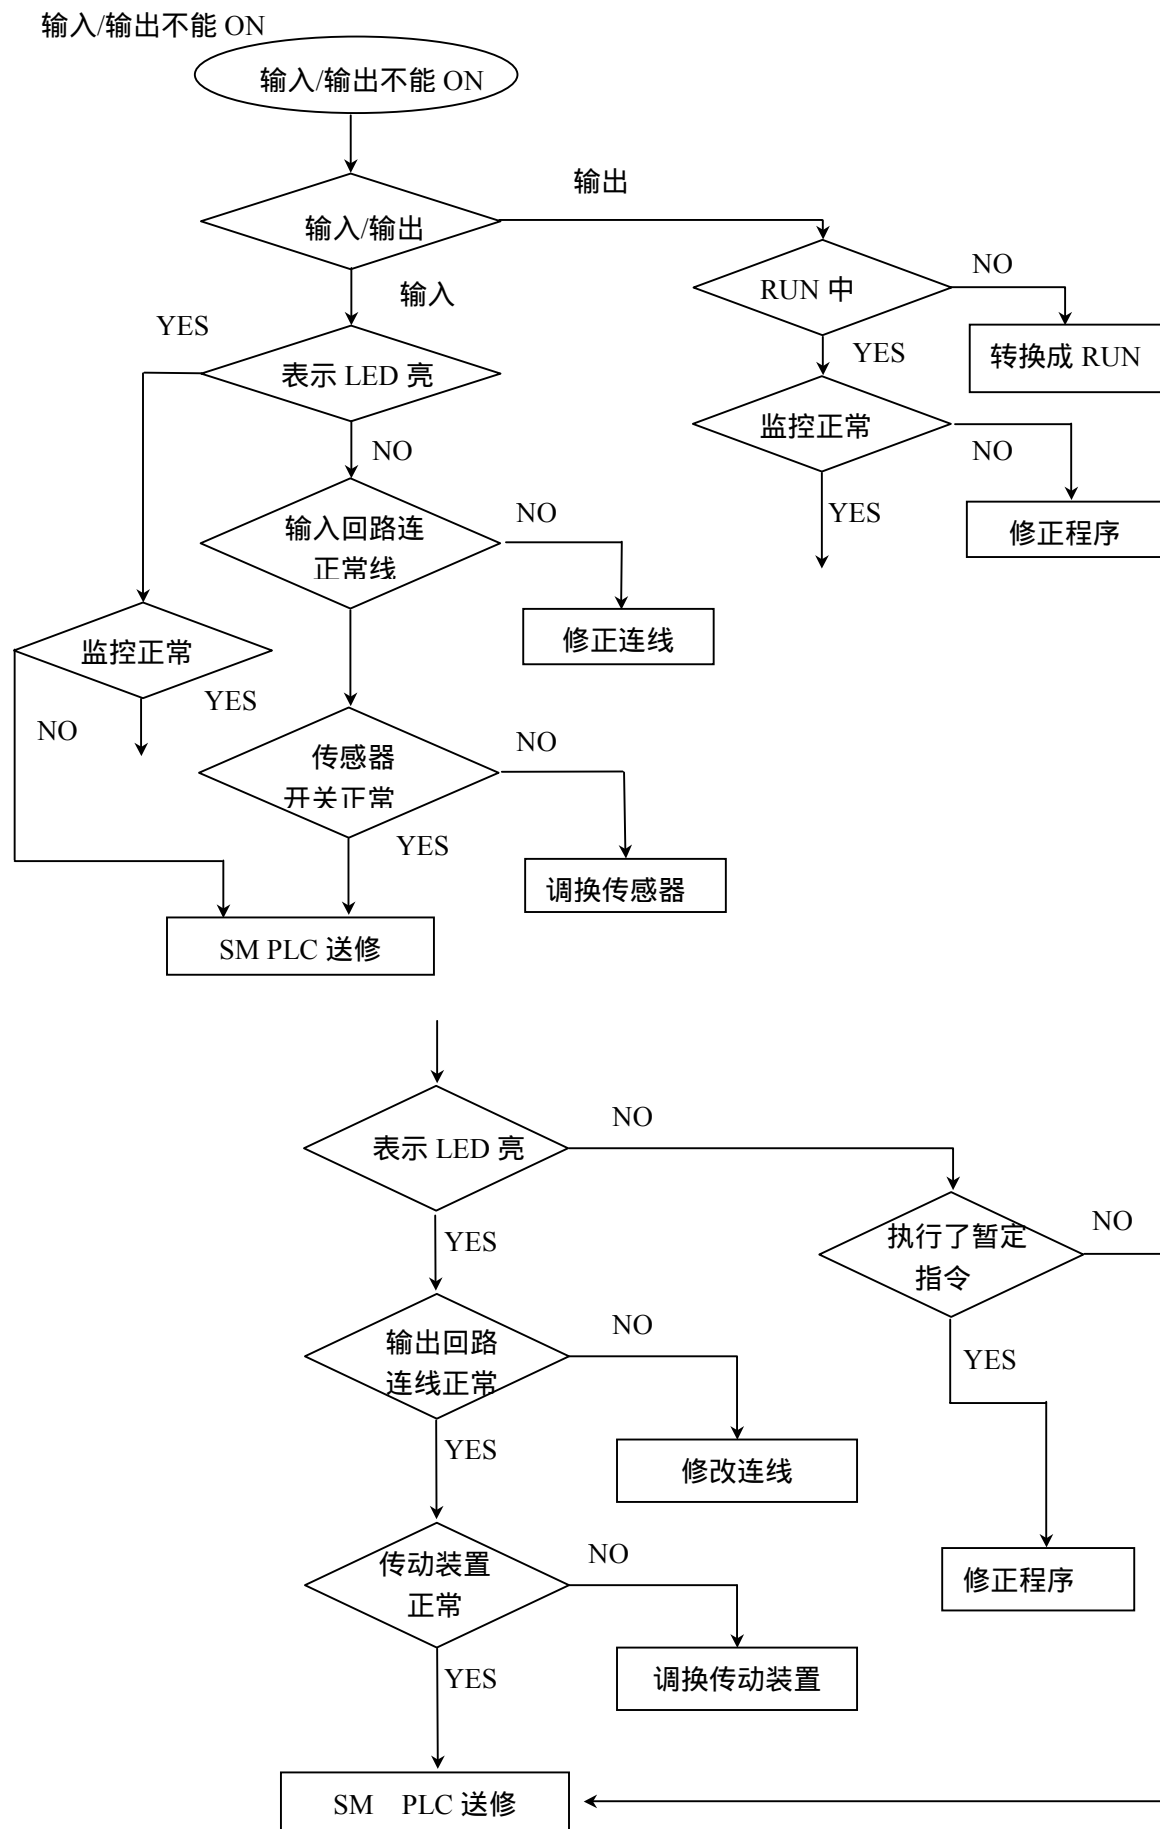 输入/输出不能 ON
输入/输出不能 ON
输出
输入/输出
NO
RUN 中
输入
YES
YES
转换成 RUN
表示 LED 亮
监控正常
NO
NO
YES
NO
输入回路连
正常线
修正程序
修正连线
监控正常
YES
NO
NO
传感器
开关正常
YES
调换传感器
SM PLC 送修
NO
表示 LED 亮
NO
执行了暂定
指令
YES
NO
输出回路
连线正常
YES
YES
修改连线
传动装置
正常
NO
修正程序
YES
调换传动装置
SM PLC 送修